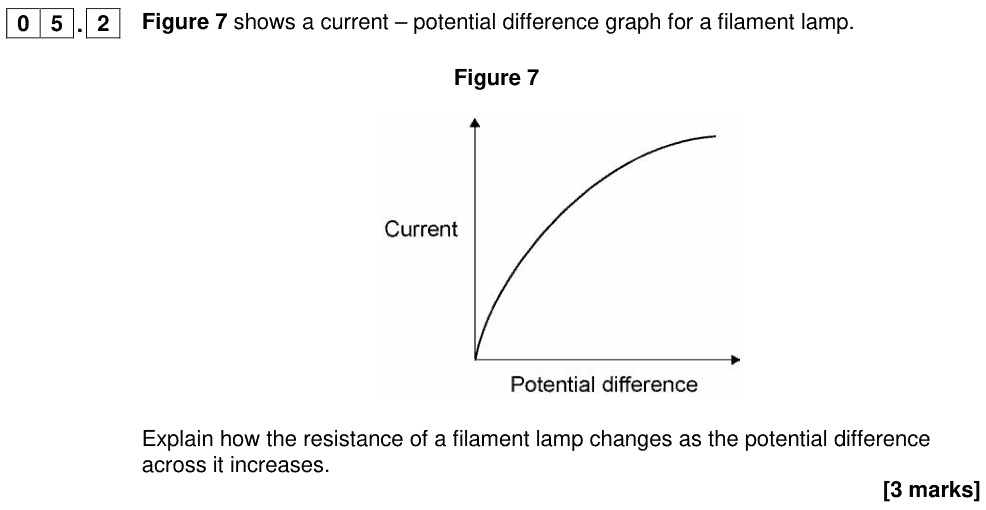 0 5 . 2 Figure 7 shows a current – potential difference graph for a filament lamp.
Figure 7
Current
Potential difference
Explain how the resistance of a filament lamp changes as the potential difference
across it increases.
[3 marks]